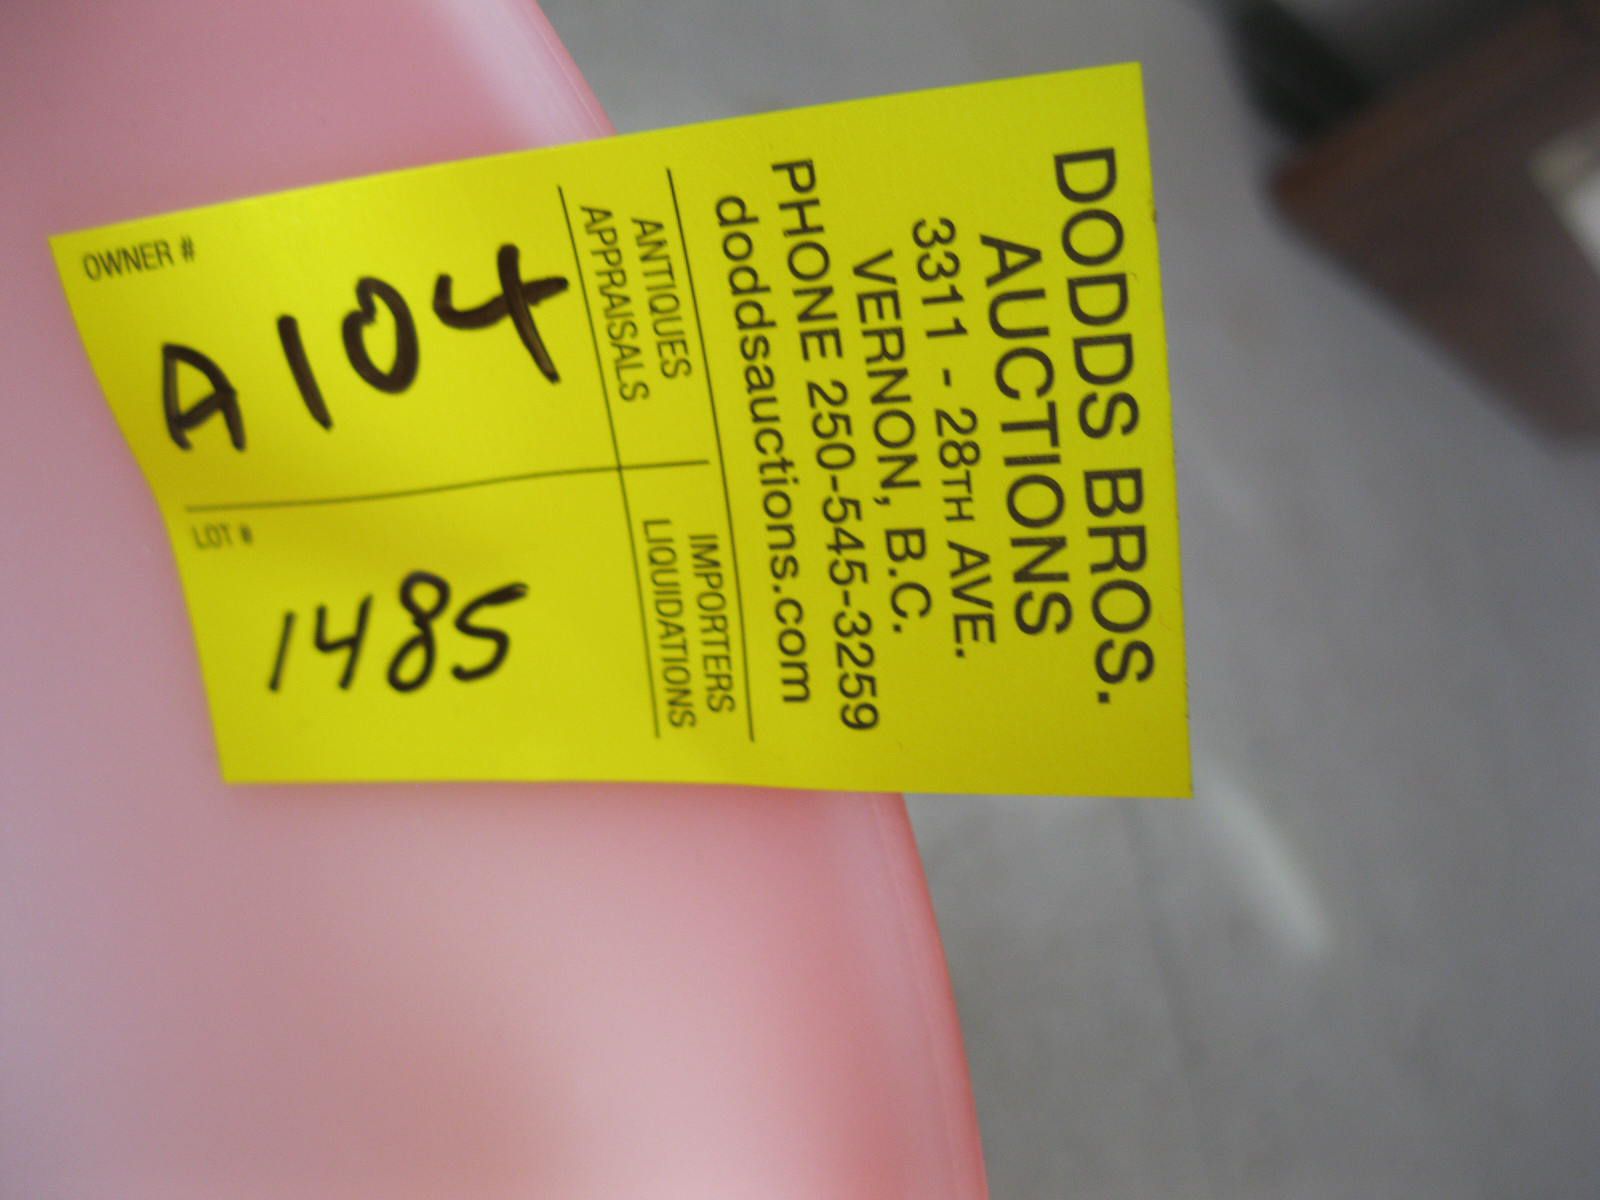 DODDS BROS.
AUCTIONS
3311 - 28TH AVE.
VERNON, B.C.
PHONE 250-545-3259
doddsauctions.com
ANTIQUES
APPRAISALS
IMPORTERS
LIQUIDATIONS
OWNER #
A104
LOT #
1485